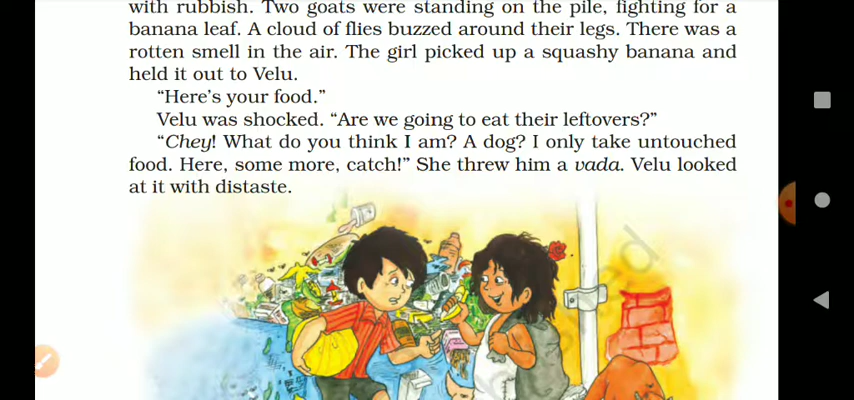 with rubbish. Two goats were standing on the pile, fighting for a
banana leaf. A cloud of flies buzzed around their legs. There was a
rotten smell in the air. The girl picked up a squashy banana and
held it out to Velu.
“Here’s your food.”
Velu was shocked. “Are we going to eat their leftovers?”
“Chey! What do you think I am? A dog? I only take untouched
food. Here, some more, catch!” She threw him a vada. Velu looked
at it with distaste.